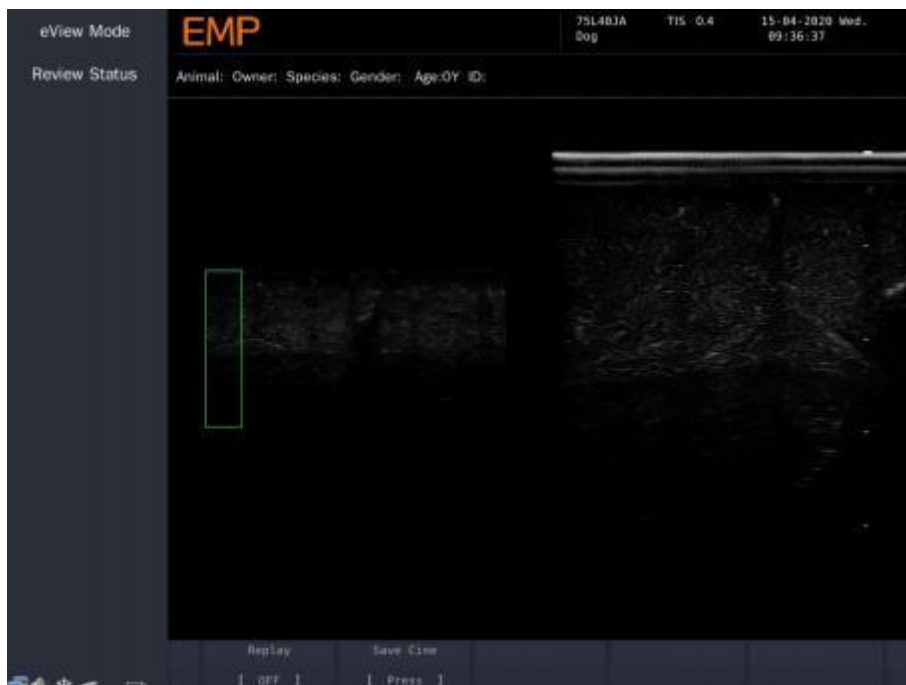 eView Mode
Review Status
EMP
75L40JA
Dog
TIS 0.4
15-04-2020 Wed.
09:36:37
Animal: Owner: Species: Gender: Age:0Y ID:
Replay
[ OFF ]
Save Cine
[ Press ]